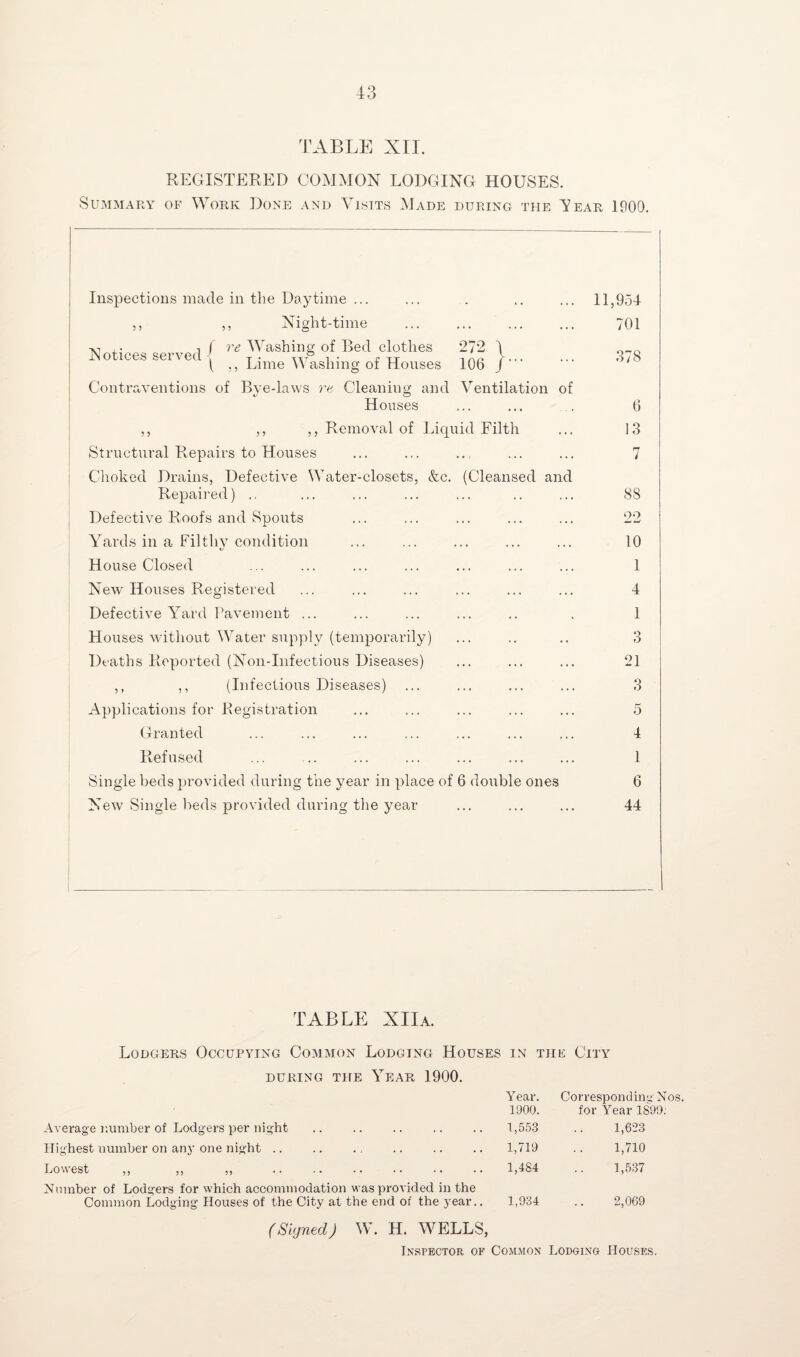 43
TABLE XII.
REGISTERED COMMON LODGING HOUSES.
Summary of Work Done and Visits Made during the Year 1900.
Inspections made in the Daytime ... ... . .. ... 11,954
,, ,, Night-time ... ... ... ... 701
Notices served { re Washing of Bed clothes 272 } ... ... 378
{ ,, Lime Washing of Houses 106 }
Contraventions of Bye-laws re Cleaning and Ventilation of
Houses ... ... . 6
,, ,, ,, Removal of Liquid Filth ... 13
Structural Repairs to Houses ... ... ... ... ... 7
Choked Drains, Defective Water-closets, &c. (Cleansed and
Repaired) .. ... ... ... ... .. ... 88
Defective Roofs and Spouts ... ... ... ... ... 22
Yards in a Filthy condition ... ... ... ... ... 10
House Closed ... ... ... ... ... ... ... 1
New Houses Registered ... ... ... ... ... ... 4
Defective Yard Pavement ... ... ... ... .. . 1
Houses without Water supply (temporarily) ... .. .. 3
Deaths Reported (Non-Infectious Diseases) ... ... ... 21
,, ,, (Infectious Diseases) ... ... ... ... 3
Applications for Registration ... ... ... ... ... 5
Granted ... ... ... ... ... ... ... 4
Refused ... .. ... ... ... ... ... 1
Single beds provided during the year in place of 6 double ones 6
New Single beds provided during the year ... ... ... 44
TABLE XIIa.
Lodgers Occupying Common Lodging Houses in the City
during the Year 1900.
Year. Corresponding Nos.
1900. for Year 1899.
Average number of Lodgers per night .. .. .. .. .. 1,553 .. 1,623
Highest number on any one night .. .. .. .. .. .. 1,719 .. 1,710
Lowest ,, ,, ,, .. .. .. .. .. .. 1,484 .. 1,537
Number of Lodgers for which accommodation was provided in the
Common Lodging Houses of the City at the end of the year.. 1,934 .. 2,069
(Signed) W. H. WELLS,
Inspector of Common Lodging Houses.